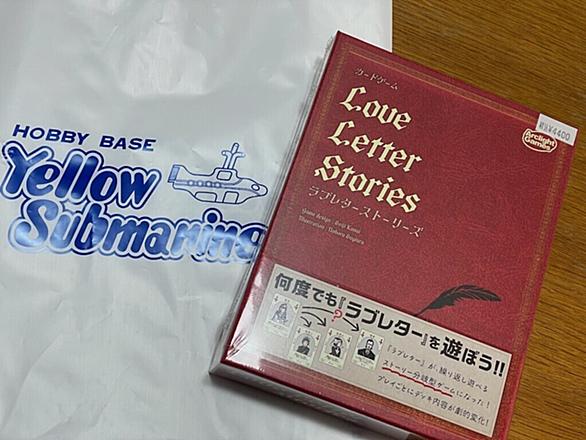 HOBBY BASE
Yellow
Submarine
カードゲーム
Love
Letter
Stories
ラブレターストーリーズ
Game design : Seiji Kanai
税込¥4400
Arclight
Games
何度でも『ラブレター』を遊ぼう!!
?
『ラブレター』が、繰り返し遊べる
ストーリー分岐型ゲームになった!
プレイごとにデッキ内容が劇的変化!